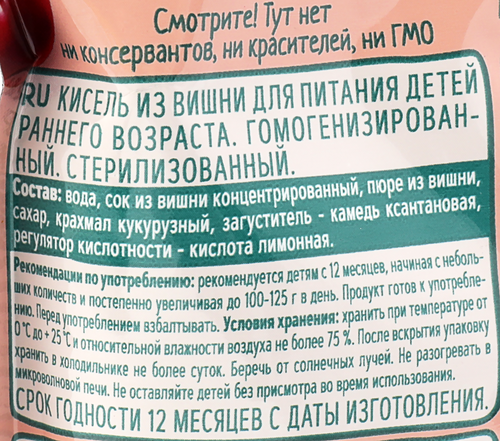 Смотрите! Тут нет
ни консервантов, ни красителей, ни ГМО
RU КИСЕЛЬ ИЗ ВИШНИ ДЛЯ ПИТАНИЯ ДЕТЕЙ
РАННЕГО ВОЗРАСТА. ГОМОГЕНИЗИРОВАН-
НЫЙ. СТЕРИЛИЗОВАННЫЙ.
Состав: вода, сок из вишни концентрированный, пюре из вишни,
сахар, крахмал кукурузный, загуститель - камедь ксантановая,
регулятор кислотности - кислота лимонная.
Рекомендации по употреблению: рекомендуется детям с 12 месяцев, начиная с неболь-
ших количеств и постепенно увеличивая до 100-125 г в день. Продукт готов к употребле-
нию. Перед употреблением взбалтывать. Условия хранения: хранить при температуре от
0 °С до + 25 °С и относительной влажности воздуха не более 75 %. После вскрытия упаковку
хранить в холодильнике не более суток. Беречь от солнечных лучей. Не разогревать в
микроволновой печи. Не оставляйте детей без присмотра во время использования.
СРОК ГОДНОСТИ 12 МЕСЯЦЕВ С ДАТЫ ИЗГОТОВЛЕНИЯ.